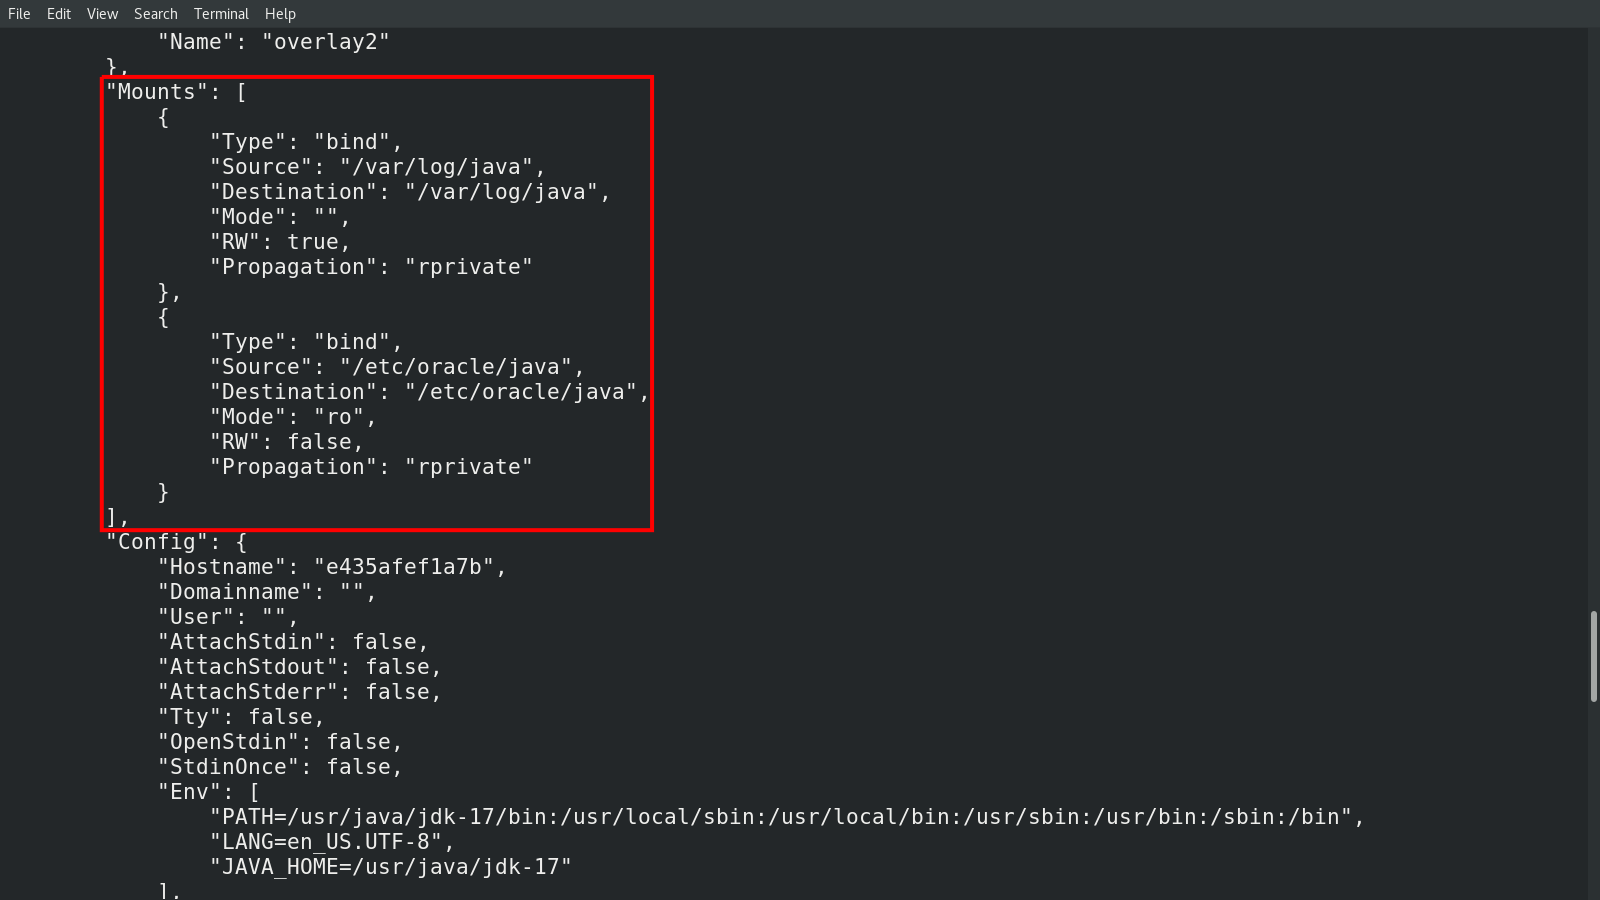 File Edit View Search Terminal Help
"Name": "overlay2"
},
"Mounts": [
{
"Type": "bind",
"Source": "/var/log/java",
"Destination": "/var/log/java",
"Mode": "",
"RW": true,
"Propagation": "rprivate"
},
{
"Type": "bind",
"Source": "/etc/oracle/java",
"Destination": "/etc/oracle/java",
"Mode": "ro",
"RW": false,
"Propagation": "rprivate"
}
],
"Config": {
"Hostname": "e435afef1a7b",
"Domainname": "",
"User": "",
"AttachStdin": false,
"AttachStdout": false,
"AttachStderr": false,
"Tty": false,
"OpenStdin": false,
"StdinOnce": false,
"Env": [
"PATH=/usr/java/jdk-17/bin:/usr/local/sbin:/usr/local/bin:/usr/sbin:/usr/bin:/sbin:/bin",
"LANG=en_US.UTF-8",
"JAVA_HOME=/usr/java/jdk-17"
],